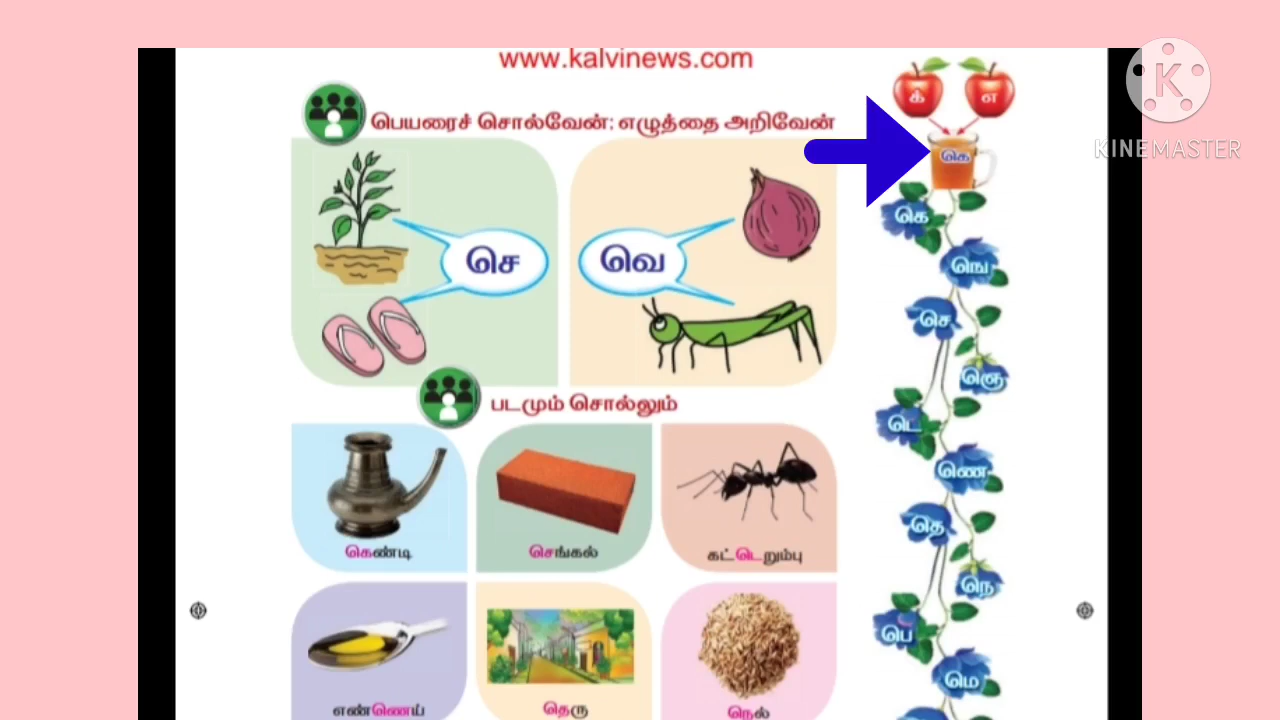 www.kalvinews.com
பெயரைச் சொல்வேன்; எழுத்தை அறிவேன்
செ
வெ
படமும் சொல்லும்
கெண்டி
செங்கல்
கட்டெறும்பு
எண்ணெய்
தெரு
நெல்
க்
எ
கெ
கெ
ஙெ
செ
ஞெ
டெ
ணெ
தெ
நெ
பெ
மெ
K
KINEMASTER